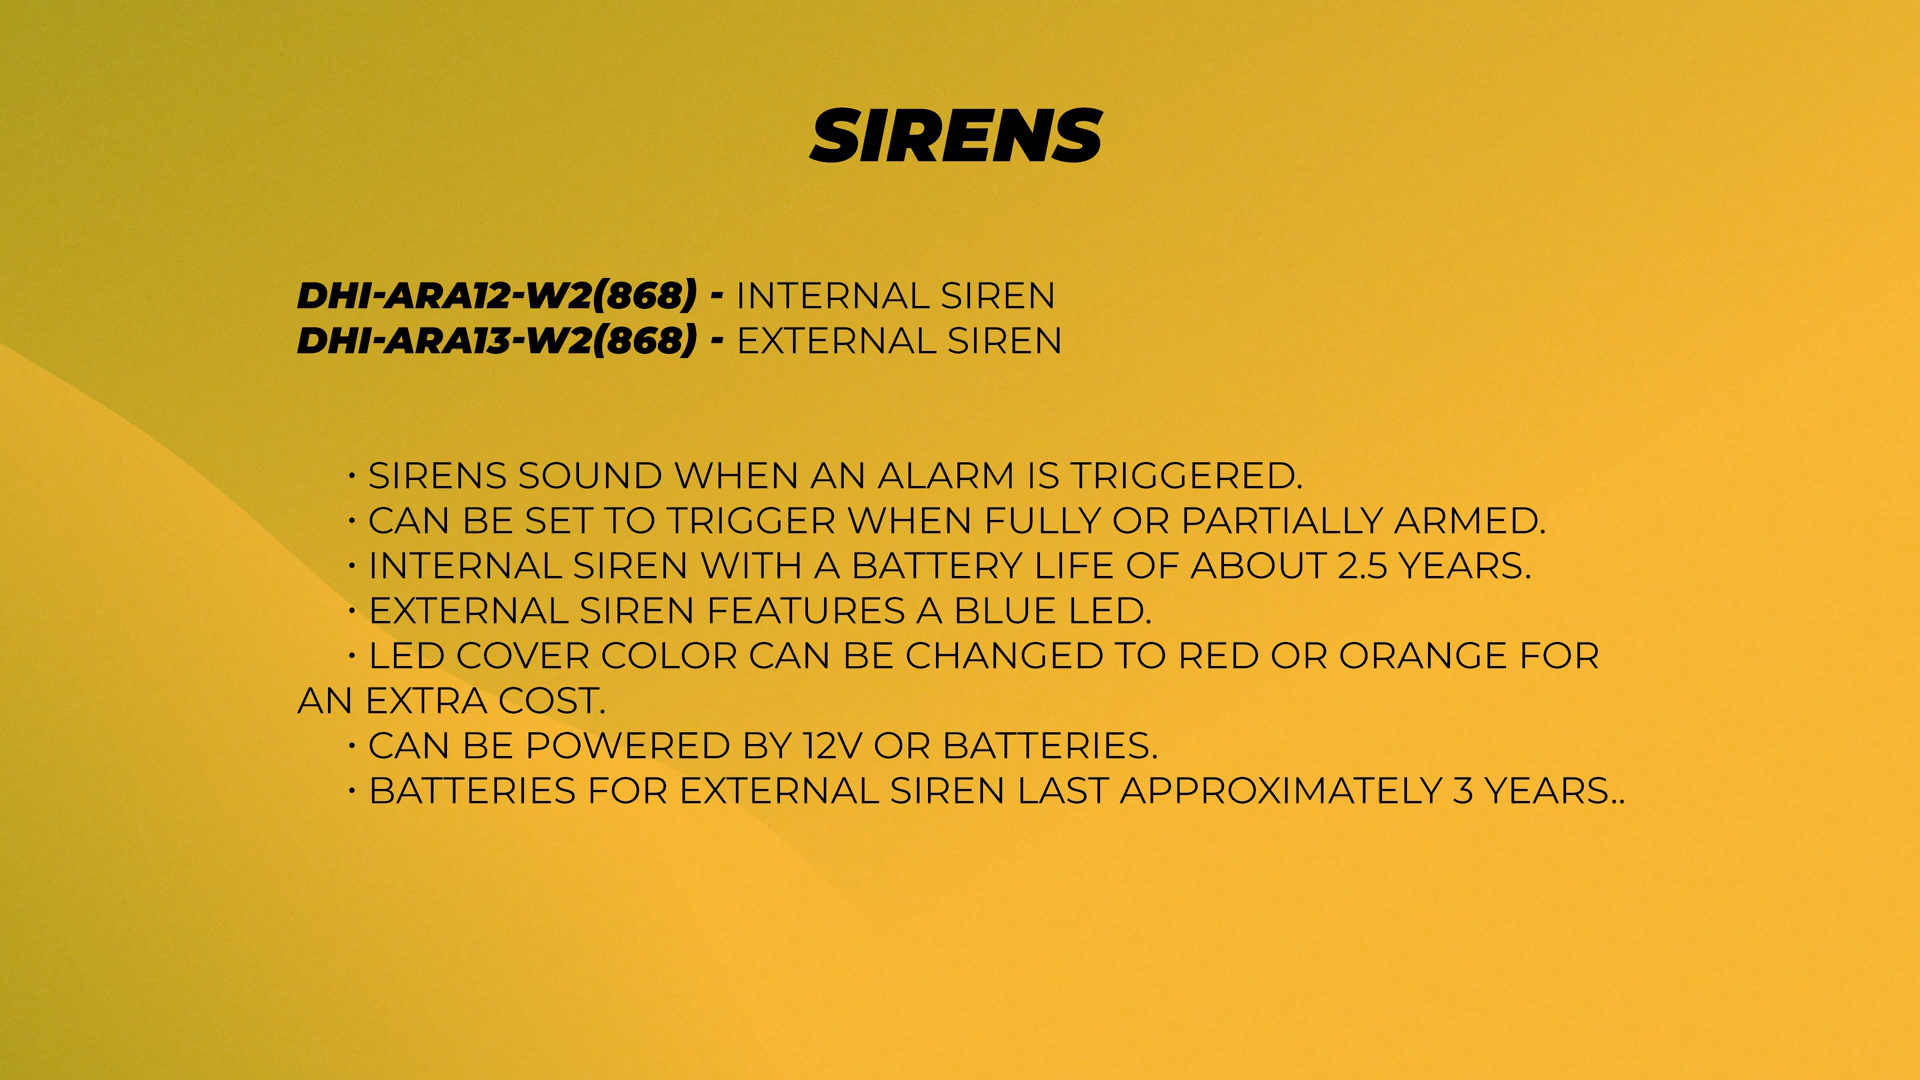 SIRENS
DHI-ARA12-W2(868) - INTERNAL SIREN
DHI-ARA13-W2(868) - EXTERNAL SIREN
• SIRENS SOUND WHEN AN ALARM IS TRIGGERED.
• CAN BE SET TO TRIGGER WHEN FULLY OR PARTIALLY ARMED.
• INTERNAL SIREN WITH A BATTERY LIFE OF ABOUT 2.5 YEARS.
• EXTERNAL SIREN FEATURES A BLUE LED.
• LED COVER COLOR CAN BE CHANGED TO RED OR ORANGE FOR
AN EXTRA COST.
• CAN BE POWERED BY 12V OR BATTERIES.
• BATTERIES FOR EXTERNAL SIREN LAST APPROXIMATELY 3 YEARS..